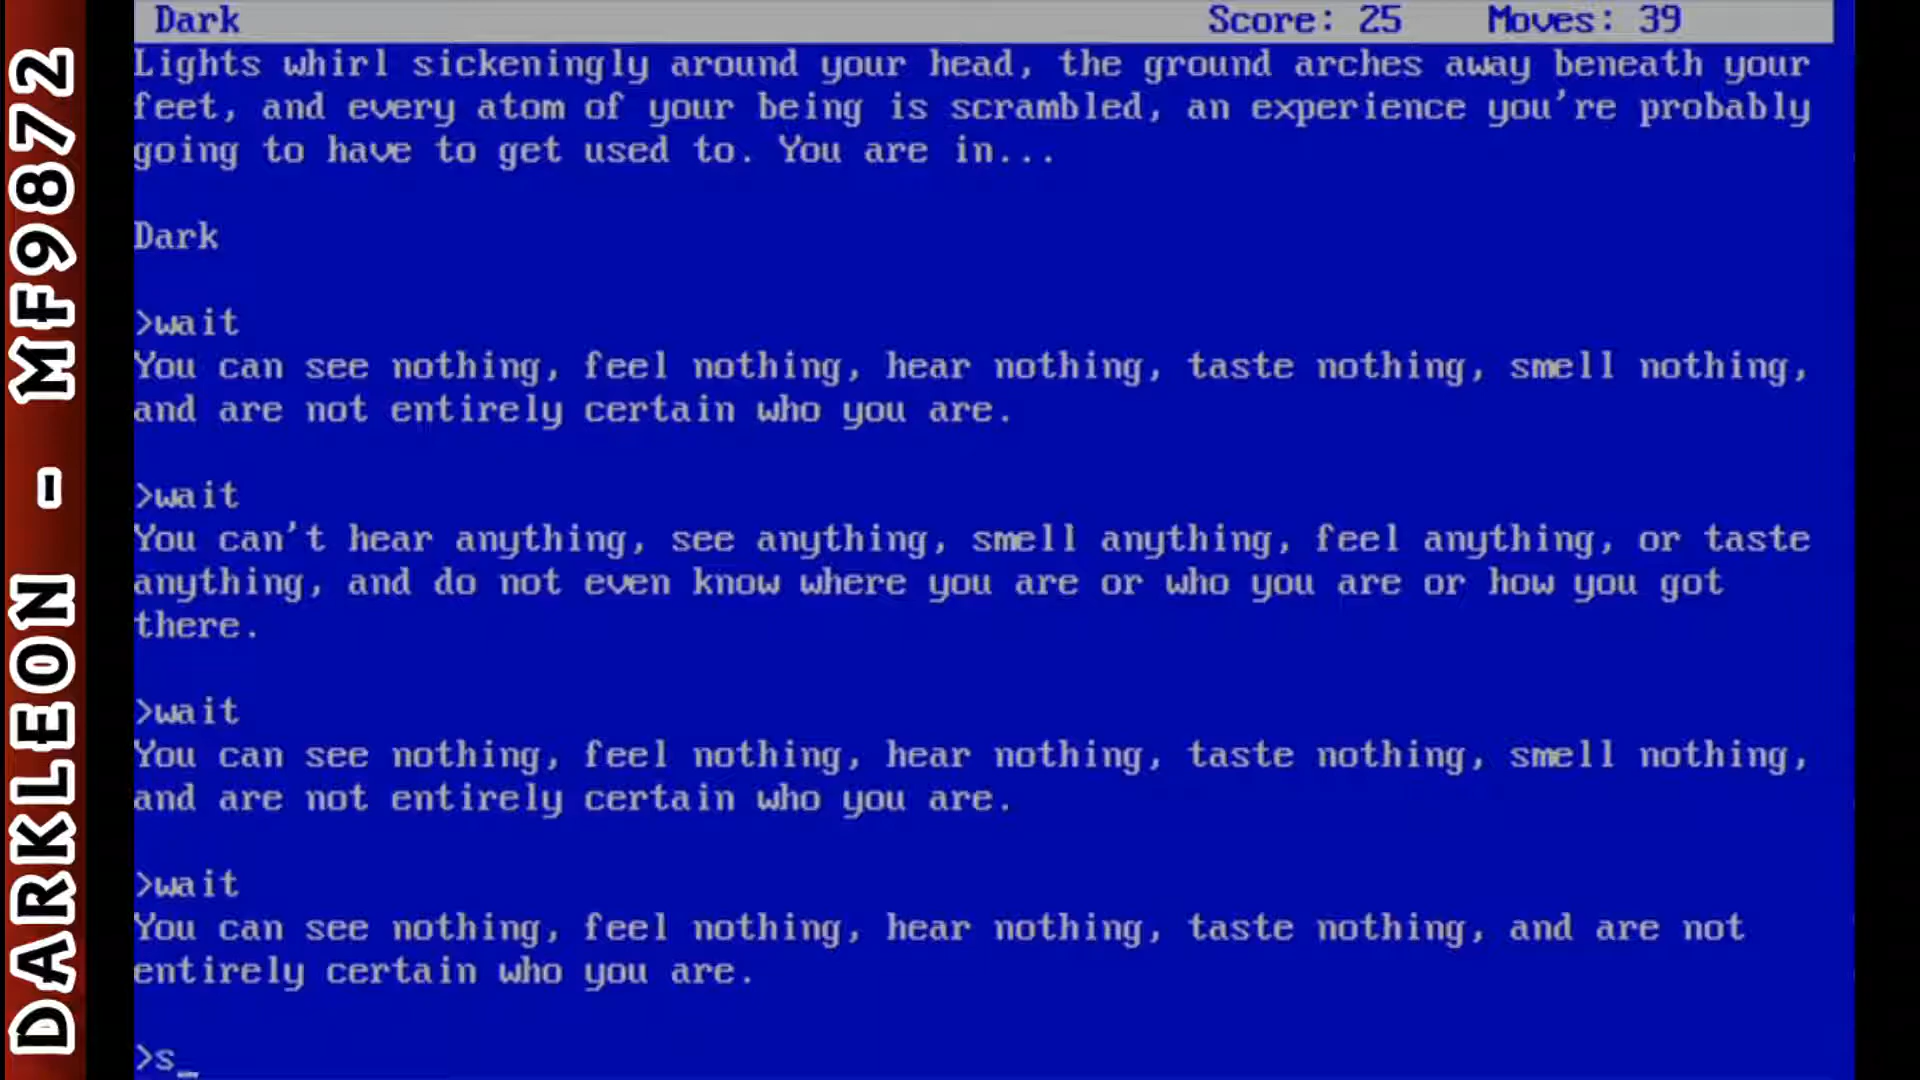 Dark Score: 25 Moves: 39
Lights whirl sickeningly around your head, the ground arches away beneath your
feet, and every atom of your being is scrambled, an experience you're probably
going to have to get used to. You are in...
Dark
>wait
You can see nothing, feel nothing, hear nothing, taste nothing, smell nothing,
and are not entirely certain who you are.
>wait
You can't hear anything, see anything, smell anything, feel anything, or taste
anything, and do not even know where you are or who you are or how you got
there.
>wait
You can see nothing, feel nothing, hear nothing, taste nothing, smell nothing,
and are not entirely certain who you are.
>wait
You can see nothing, feel nothing, hear nothing, taste nothing, and are not
entirely certain who you are.
>s_
DARKLEON - MF9872